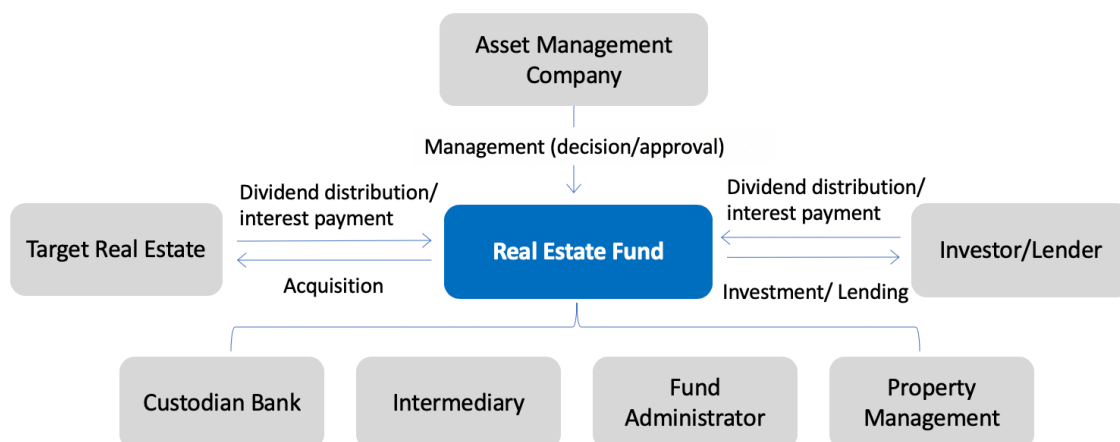 Asset Management
Company
Management (decision/approval)
Dividend distribution/
interest payment
Dividend distribution/
interest payment
Target Real Estate
Real Estate Fund
Investor/Lender
Acquisition
Investment/ Lending
Custodian Bank
Intermediary
Fund
Administrator
Property
Management